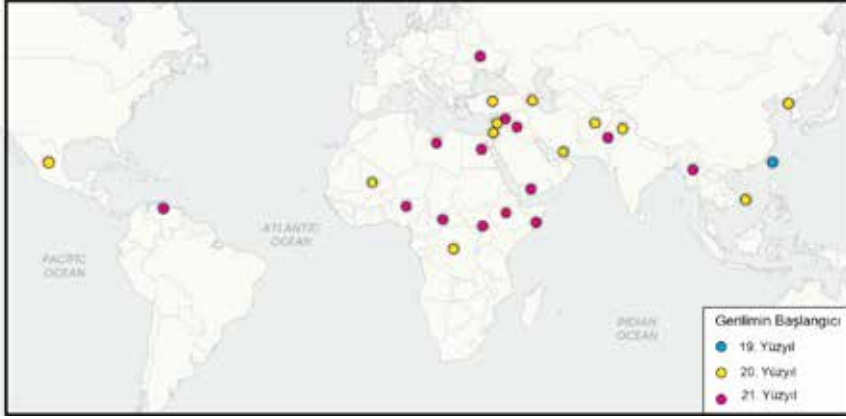 ATLANTIC
OCEAN
PACIFIC
OCEAN
INDIAN
OCEAN
Gerilimin Başlangıcı
19. Yüzyıl
20. Yüzyıl
21. Yüzyıl